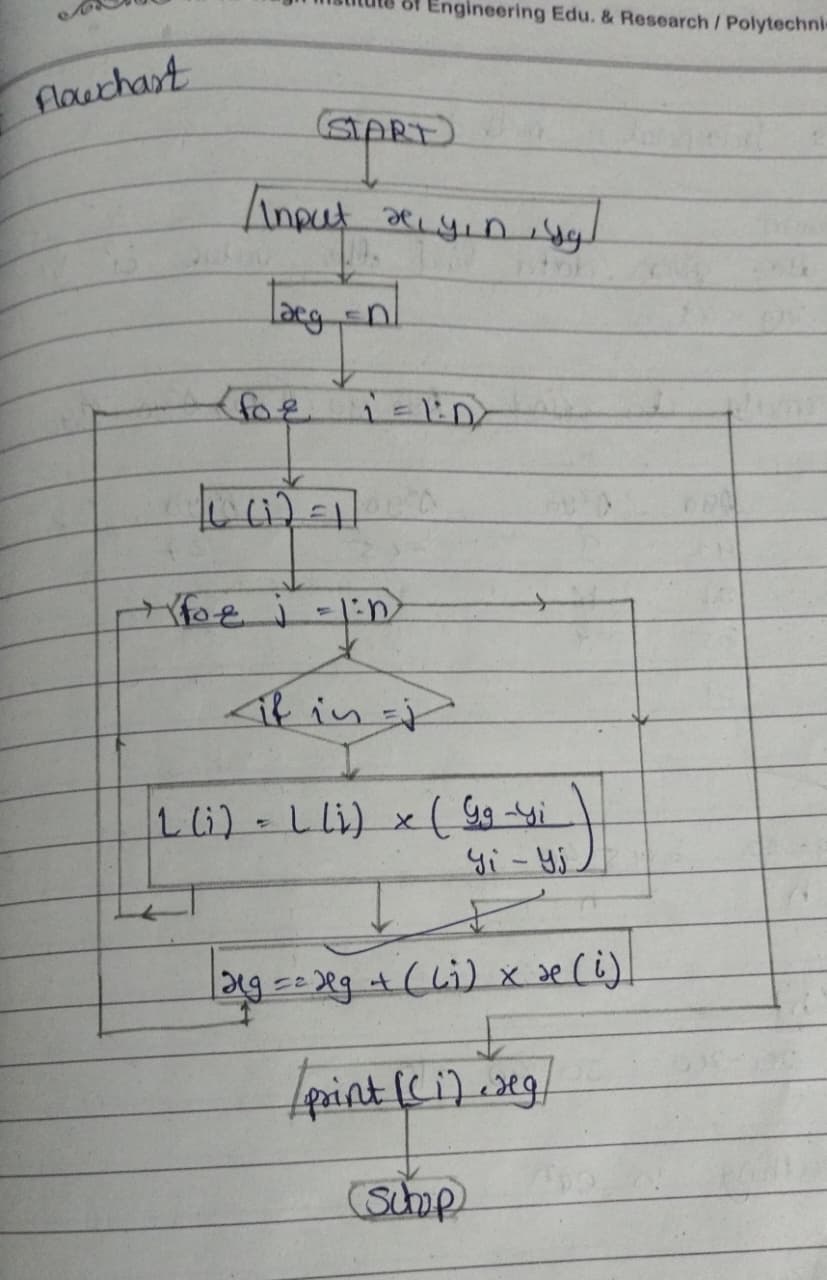 Institute of Engineering Edu. & Research / Polytechni
Flowchart
START
Input x, y, n, yg
xg = n
for i = 1:n
L(i) = 1
for j = 1:n
if i~=j
L(i) = L(i) × (yg-yi / yi-yj)
xg == xg + (Li) × x(i)
print L(i), xg
Stop